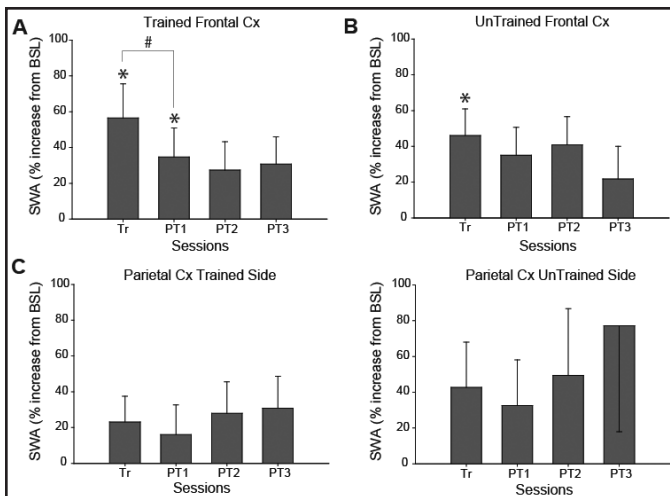 A
Trained Frontal Cx
SWA (% increase from BSL)
100
80
60
40
20
0
#
*
*
Tr PT1 PT2 PT3
Sessions
B
UnTrained Frontal Cx
SWA (% increase from BSL)
100
80
60
40
20
0
*
Tr PT1 PT2 PT3
Sessions
C
Parietal Cx Trained Side
SWA (% increase from BSL)
100
80
60
40
20
0
Tr PT1 PT2 PT3
Sessions
Parietal Cx UnTrained Side
SWA (% increase from BSL)
100
80
60
40
20
0
Tr PT1 PT2 PT3
Sessions